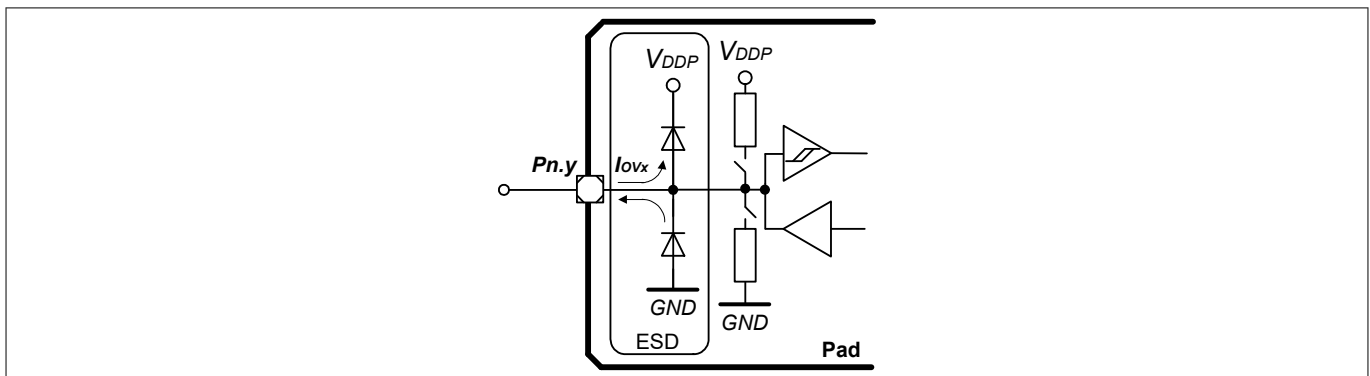 VDDP
VDDP
Pn.y
IOVx
GND
GND
ESD
Pad